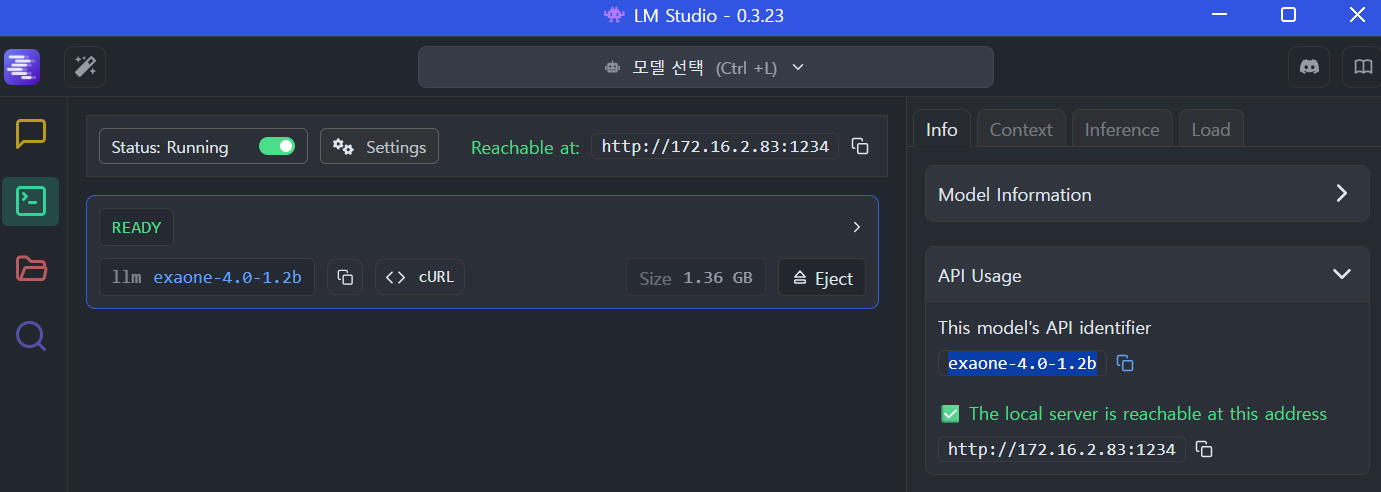 LM Studio - 0.3.23
모델 선택 (Ctrl +L)
Status: Running
Settings
Reachable at: http://172.16.2.83:1234
READY
llm exaone-4.0-1.2b
cURL
Size 1.36 GB
Eject
Info
Context
Inference
Load
Model Information
API Usage
This model's API identifier
exaone-4.0-1.2b
The local server is reachable at this address
http://172.16.2.83:1234